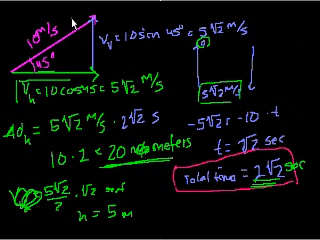 10 m/s
45°
V_v = 10 sin 45° = 5√2 m/s
V_h = 10 cos 45 = 5√2 m/s
0
5√2 m/s
Δd_h = 5√2 m/s · 2√2 s
10 · 2 = 20 meters
-5√2 = -10 · t
t = √2 sec
Total time = 2√2 sec
5√2/2 · √2 sec
h = 5 m